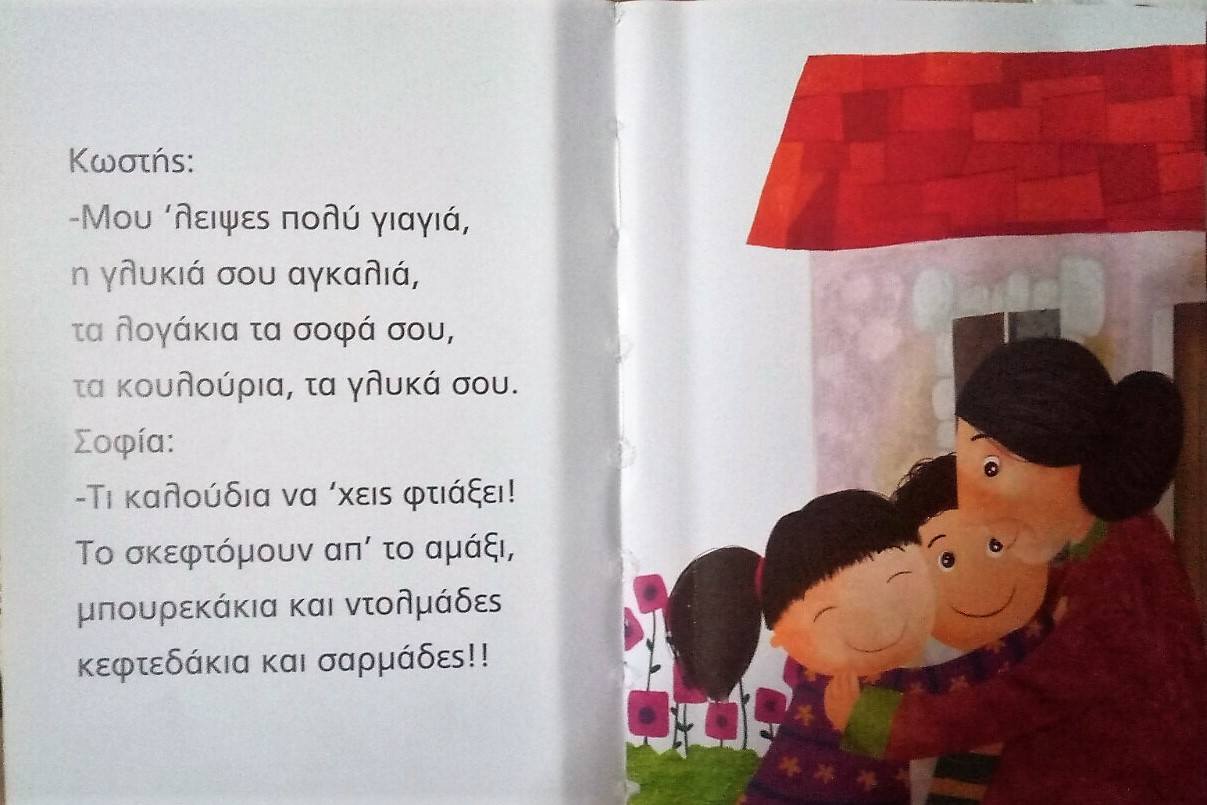 Κωστής:
-Μου ‘λειψες πολύ γιαγιά,
η γλυκιά σου αγκαλιά,
τα λογάκια τα σοφά σου,
τα κουλούρια, τα γλυκά σου.
Σοφία:
-Τι καλούδια να ‘χεις φτιάξει!
Το σκεφτόμουν απ’ το αμάξι,
μπουρεκάκια και ντολμάδες
κεφτεδάκια και σαρμάδες!!